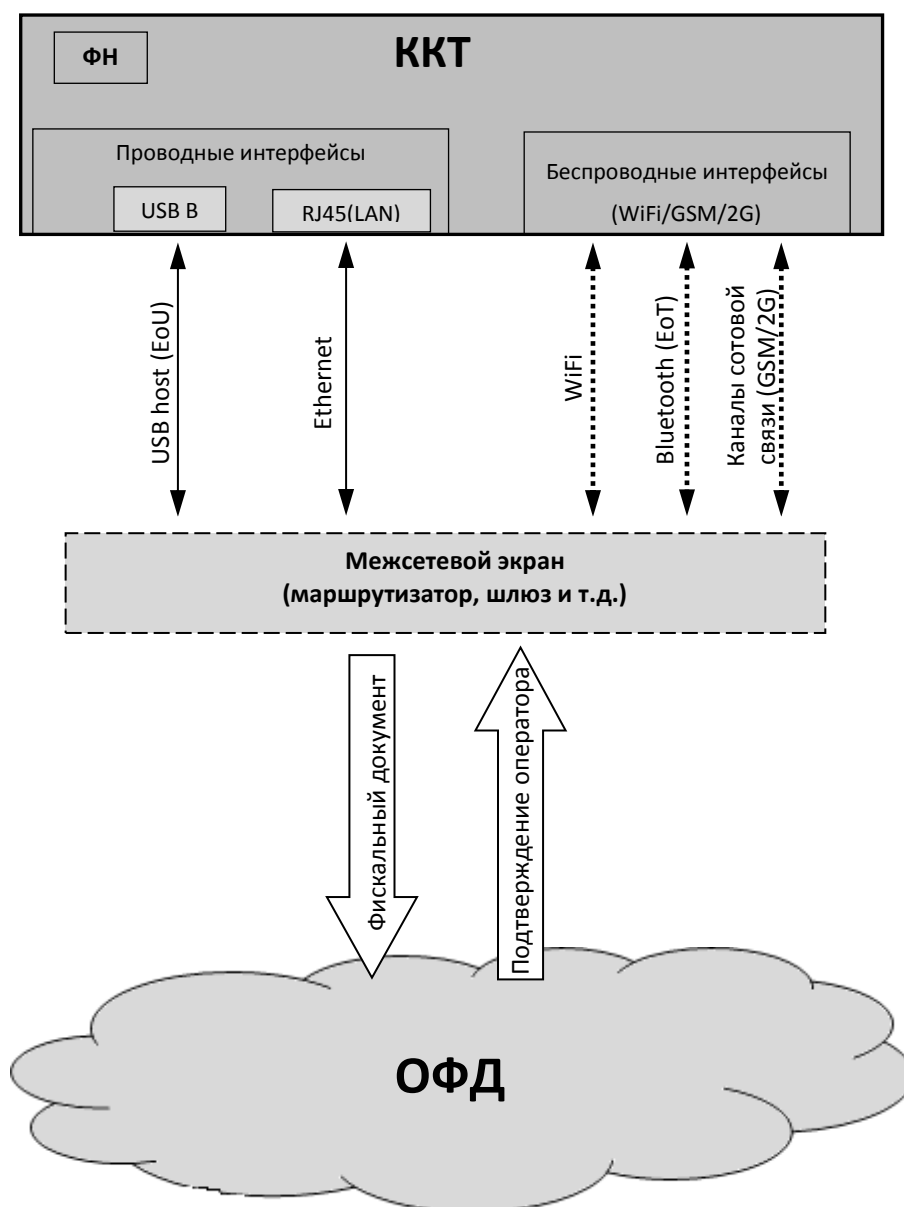 ФН
ККТ
Проводные интерфейсы
USB B
RJ45(LAN)
Беспроводные интерфейсы
(WiFi/GSM/2G)
USB host (EoU)
Ethernet
WiFi
Bluetooth (EoT)
Каналы сотовой
связи (GSM/2G)
Межсетевой экран
(маршрутизатор, шлюз и т.д.)
Фискальный документ
Подтверждение оператора
ОФД